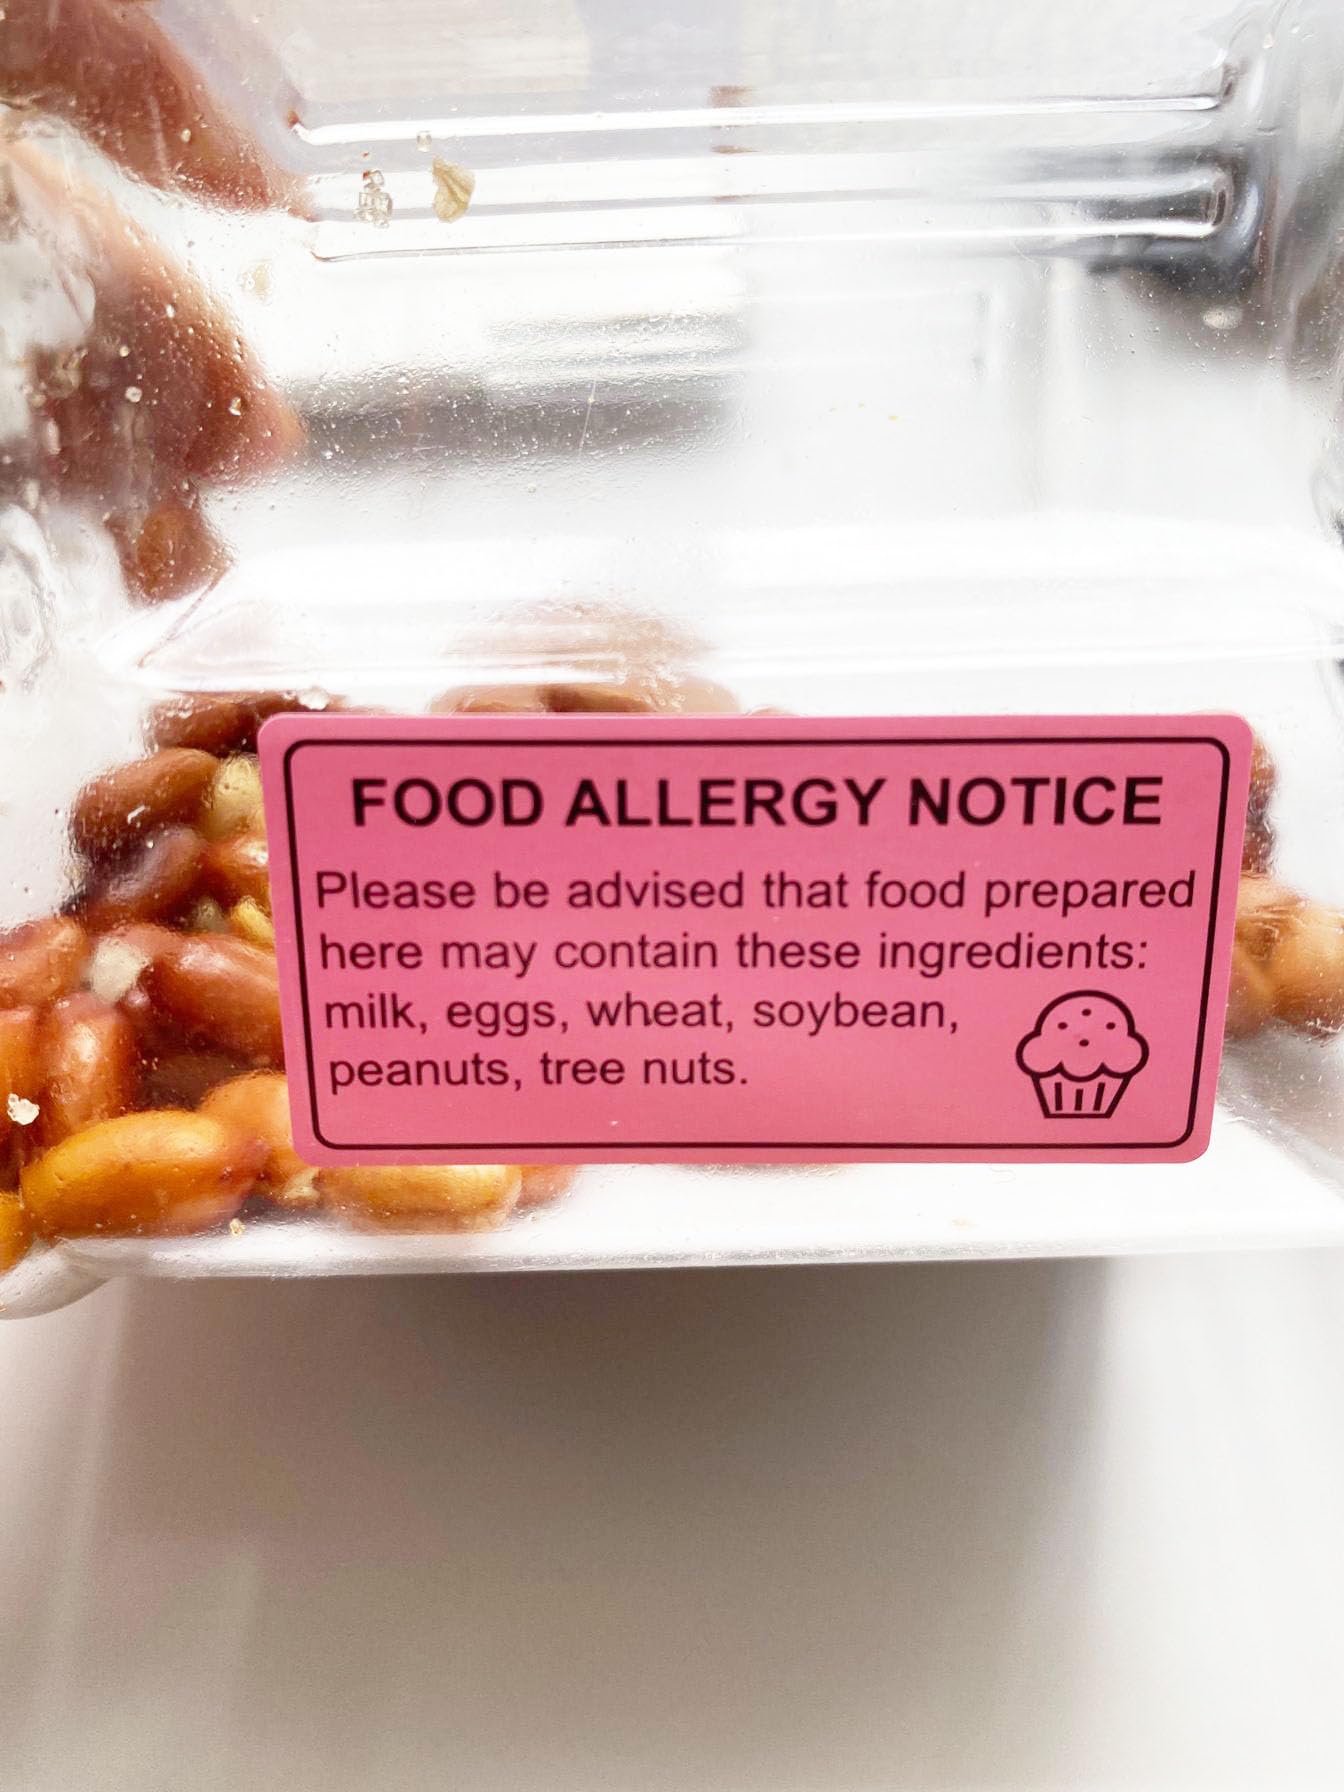 FOOD ALLERGY NOTICE
Please be advised that food prepared
here may contain these ingredients:
milk, eggs, wheat, soybean,
peanuts, tree nuts.